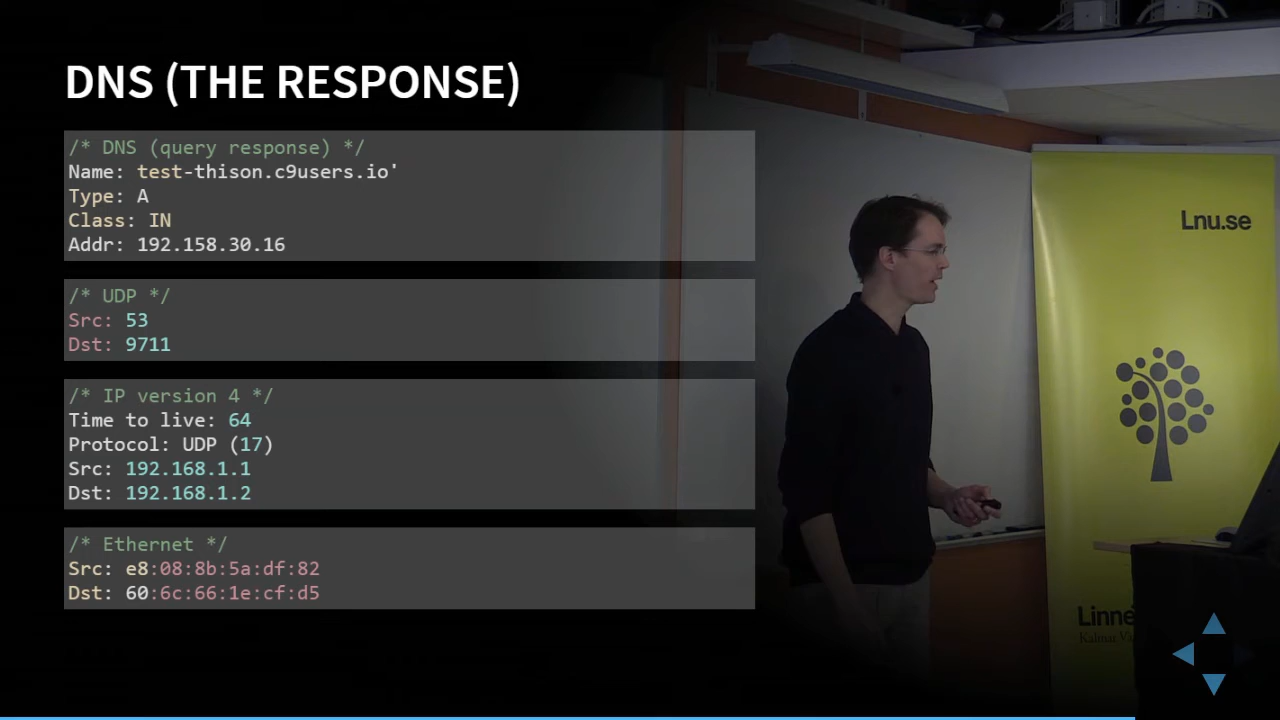 DNS (THE RESPONSE)
/* DNS (query response) */
Name: test-thison.c9users.io'
Type: A
Class: IN
Addr: 192.158.30.16
/* UDP */
Src: 53
Dst: 9711
/* IP version 4 */
Time to live: 64
Protocol: UDP (17)
Src: 192.168.1.1
Dst: 192.168.1.2
/* Ethernet */
Src: e8:08:8b:5a:df:82
Dst: 60:6c:66:1e:cf:d5
Lnu.se
Linne
Kalmar